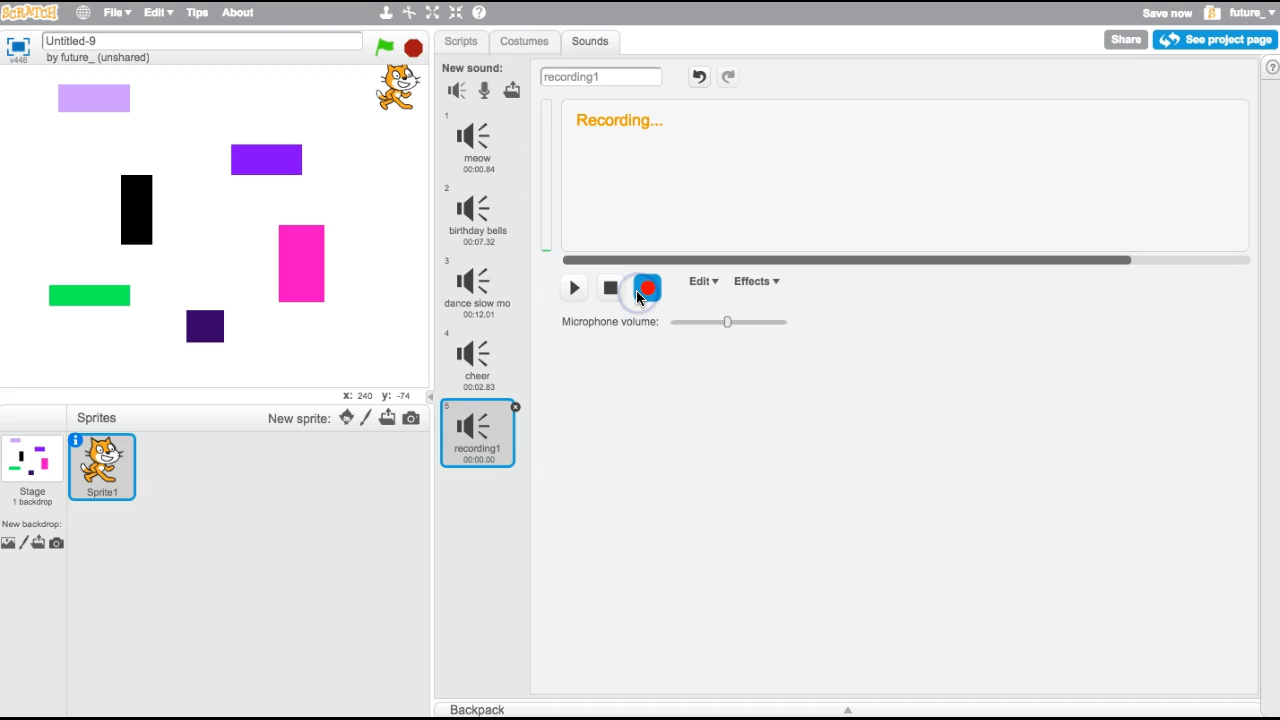 SCRATCH File▾ Edit▾ Tips About Save now future_▾
v446 Untitled-9
by future_ (unshared)
Scripts Costumes Sounds Share See project page
New sound:
recording1
Recording...
1
meow
00:00.84
2
birthday bells
00:07.32
3
dance slow mo
00:12.01
4
cheer
00:02.83
5
recording1
00:00.00
Edit▾ Effects▾
Microphone volume:
x: 240 y: -74
Sprites New sprite:
Sprite1
Stage
1 backdrop
New backdrop:
Backpack